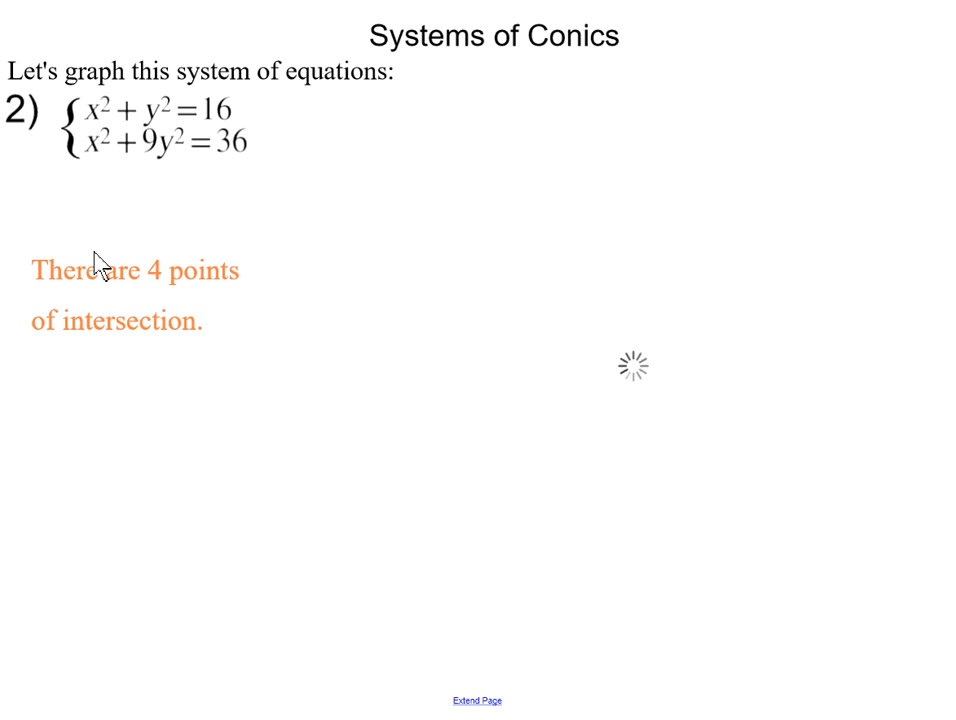 Systems of Conics
Let's graph this system of equations:
2) { x² + y² = 16
x² + 9y² = 36
There are 4 points
of intersection.
Extend Page